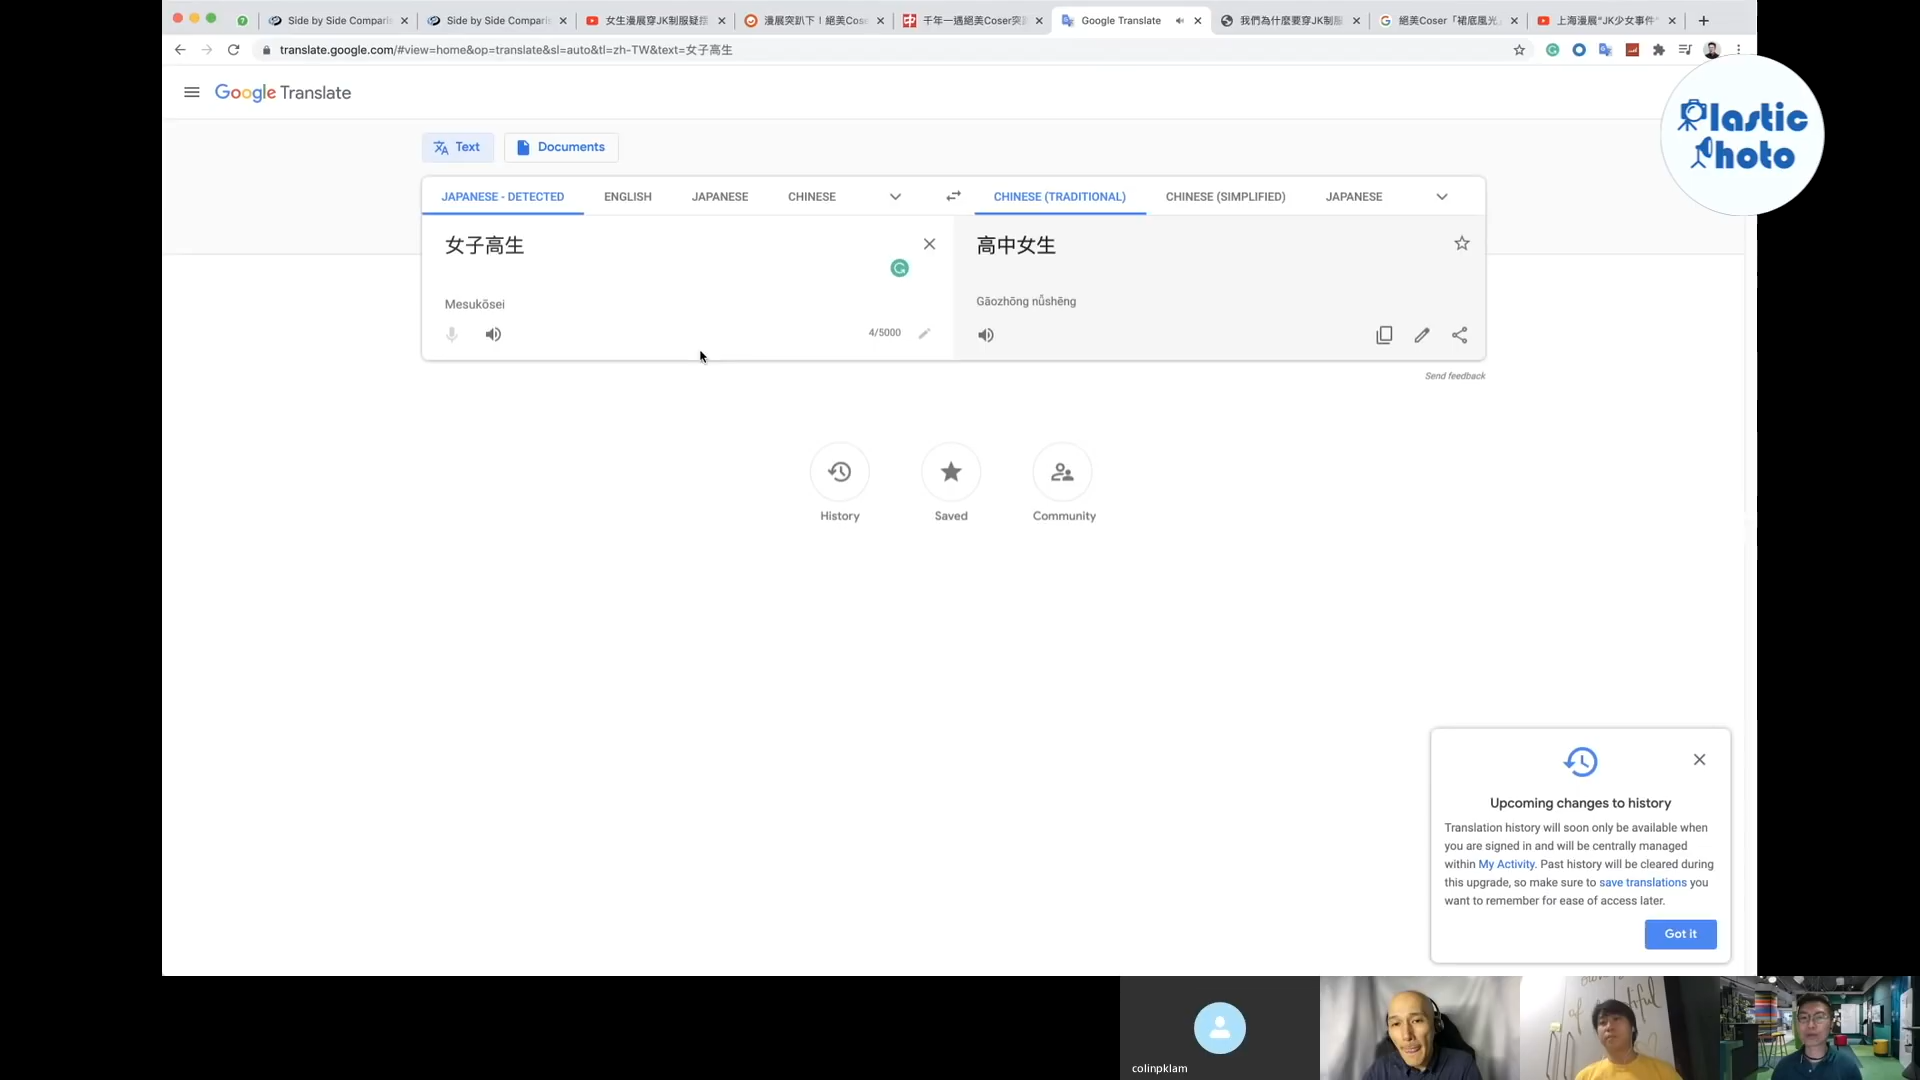 Side by Side Comparis
Side by Side Comparis
女生漫展穿JK制服疑搭
漫展突趴下！絕美Cos
千年一遇絕美Coser突
Google Translate
我們為什麼要穿JK制服
絕美Coser「裙底風光
上海漫展"JK少女事件"
translate.google.com/#view=home&op=translate&sl=auto&tl=zh-TW&text=女子高生
Google Translate
Plastic
Photo
Text
Documents
JAPANESE - DETECTED
ENGLISH
JAPANESE
CHINESE
CHINESE (TRADITIONAL)
CHINESE (SIMPLIFIED)
JAPANESE
女子高生
高中女生
Mesukōsei
Gāozhōng nǚshēng
4/5000
Send feedback
History
Saved
Community
Upcoming changes to history
Translation history will soon only be available when
you are signed in and will be centrally managed
within My Activity. Past history will be cleared during
this upgrade, so make sure to save translations you
want to remember for ease of access later.
Got it
colinpklam